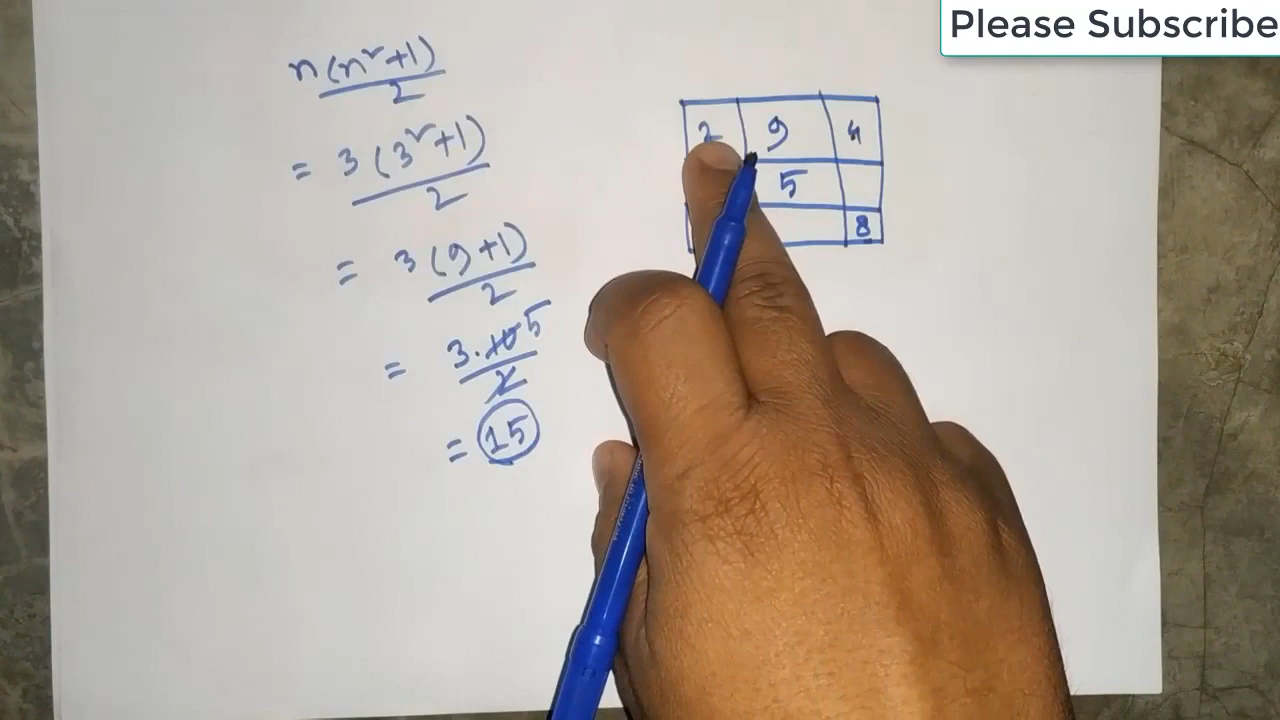 Please Subscribe
n(n²+1)/2
= 3(3²+1)/2
= 3(9+1)/2
= 3.10 5/2
= 15
2 9 4
5
8